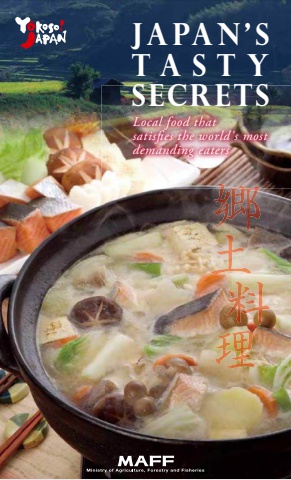 Yokoso!
JAPAN
JAPAN'S
TASTY
SECRETS
Local food that
satisfies the world's most
demanding eaters
郷
土
料
理
MAFF
Ministry of Agriculture, Forestry and Fisheries